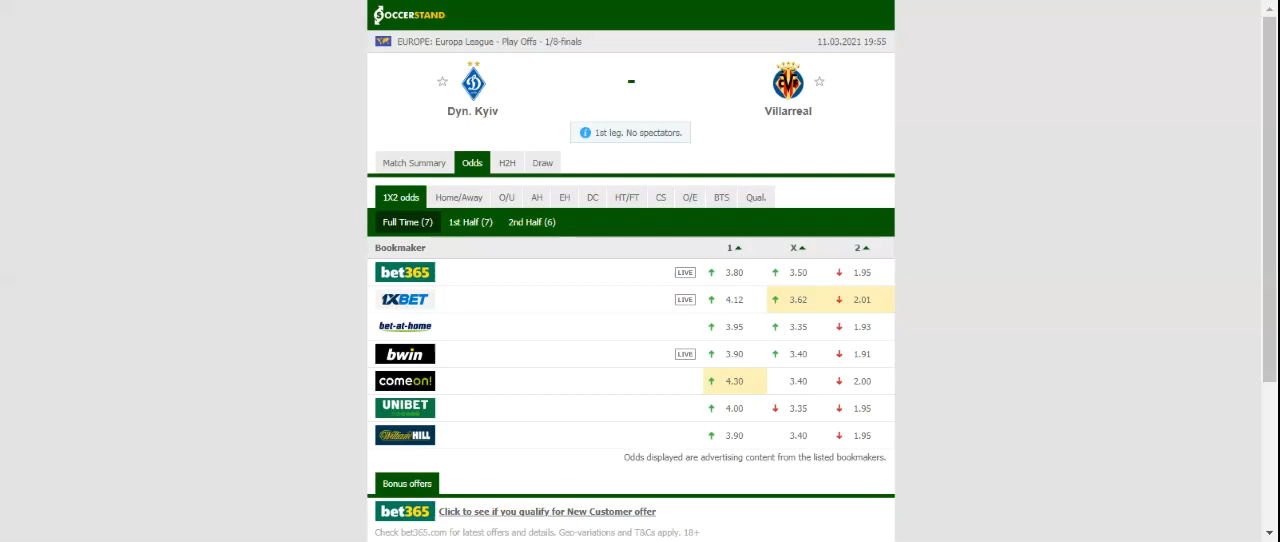 SOCCERSTAND
EUROPE: Europa League - Play Offs - 1/8-finals 11.03.2021 19:55
-
Dyn. Kyiv Villarreal
1st leg. No spectators.
Match Summary Odds H2H Draw
1X2 odds Home/Away O/U AH EH DC HT/FT CS O/E BTS Qual.
Full Time (7) 1st Half (7) 2nd Half (6)
Bookmaker 1 X 2
bet365 LIVE 3.80 3.50 1.95
1XBET LIVE 4.12 3.62 2.01
bet-at-home 3.95 3.35 1.93
bwin LIVE 3.90 3.40 1.91
comeon! 4.30 3.40 2.00
UNIBET 4.00 3.35 1.95
William HILL 3.90 3.40 1.95
Odds displayed are advertising content from the listed bookmakers.
Bonus offers
bet365 Click to see if you qualify for New Customer offer
Check bet365.com for latest offers and details. Geo-variations and T&Cs apply. 18+